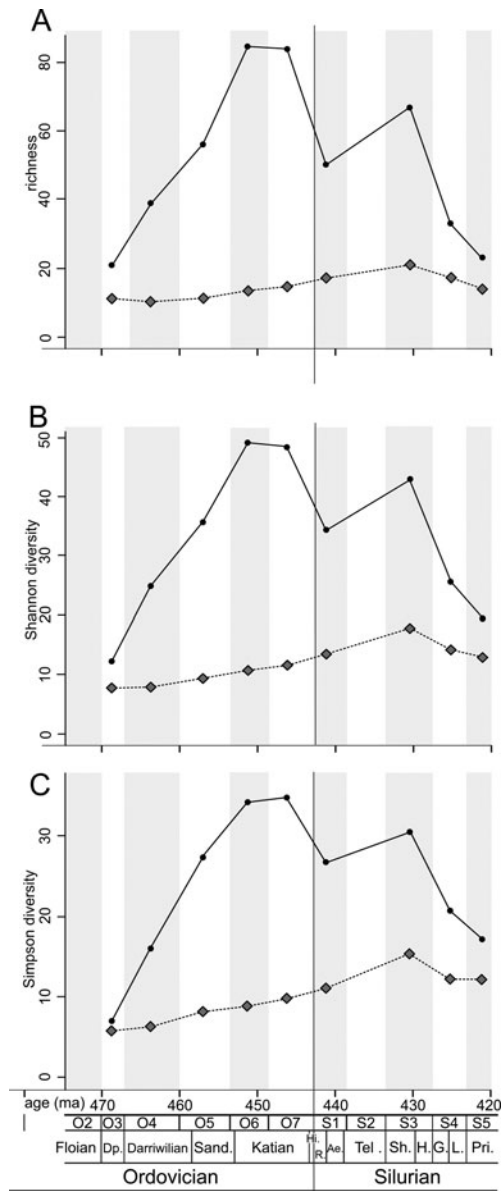 A
richness
80
60
40
20
0
B
Shannon diversity
50
40
30
20
10
0
C
Simpson diversity
30
20
10
0
age (ma) 470 460 450 440 430 420
O2 O3 O4 O5 O6 O7 S1 S2 S3 S4 S5
Floian Dp. Darriwilian Sand. Katian Hi. R. Ae. Tel . Sh. H. G. L. Pri.
Ordovician Silurian